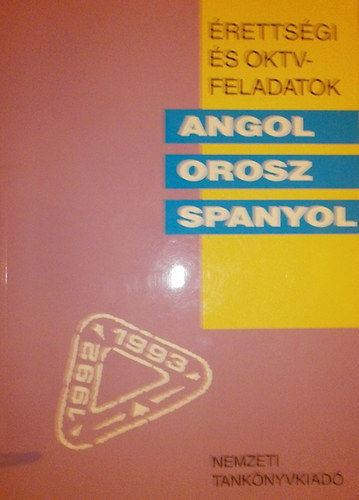 ÉRETTSÉGI
ÉS OKTV-
FELADATOK
ANGOL
OROSZ
SPANYOL
1992
1993
NEMZETI
TANKÖNYVKIADÓ